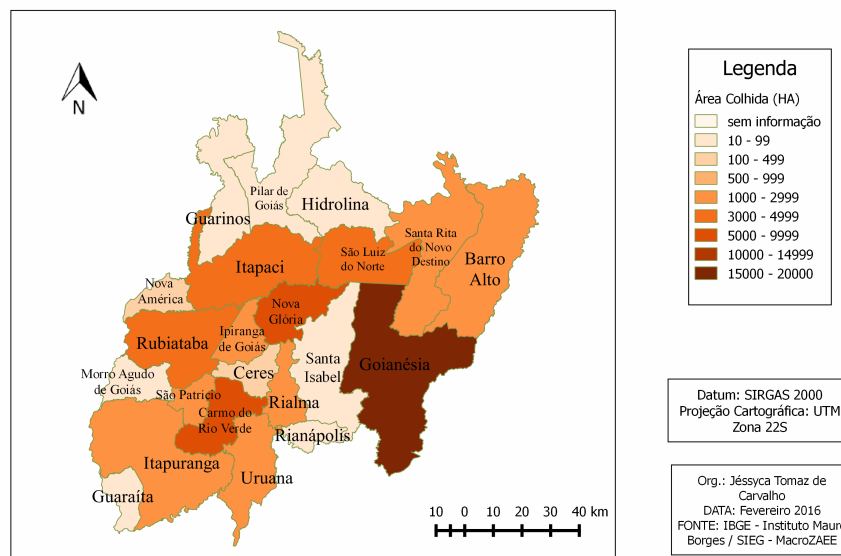 N
Pilar de
Goiás
Hidrolina
Guarinos
Santa Rita
do Novo
Destino
São Luiz
do Norte
Barro
Alto
Itapaci
Nova
América
Nova
Glória
Ipiranga
de Goiás
Rubiataba
Santa
Isabel
Goianésia
Ceres
Morro Agudo
de Goiás
São Patrício
Rialma
Carmo do
Rio Verde
Rianápolis
Itapuranga
Uruana
Guaraíta
10 0 10 20 30 40 km
Legenda
Área Colhida (HA)
sem informação
10 - 99
100 - 499
500 - 999
1000 - 2999
3000 - 4999
5000 - 9999
10000 - 14999
15000 - 20000
Datum: SIRGAS 2000
Projeção Cartográfica: UTM
Zona 22S
Org.: Jéssyca Tomaz de
Carvalho
DATA: Fevereiro 2016
FONTE: IBGE - Instituto Mauro
Borges / SIEG - MacroZAEE